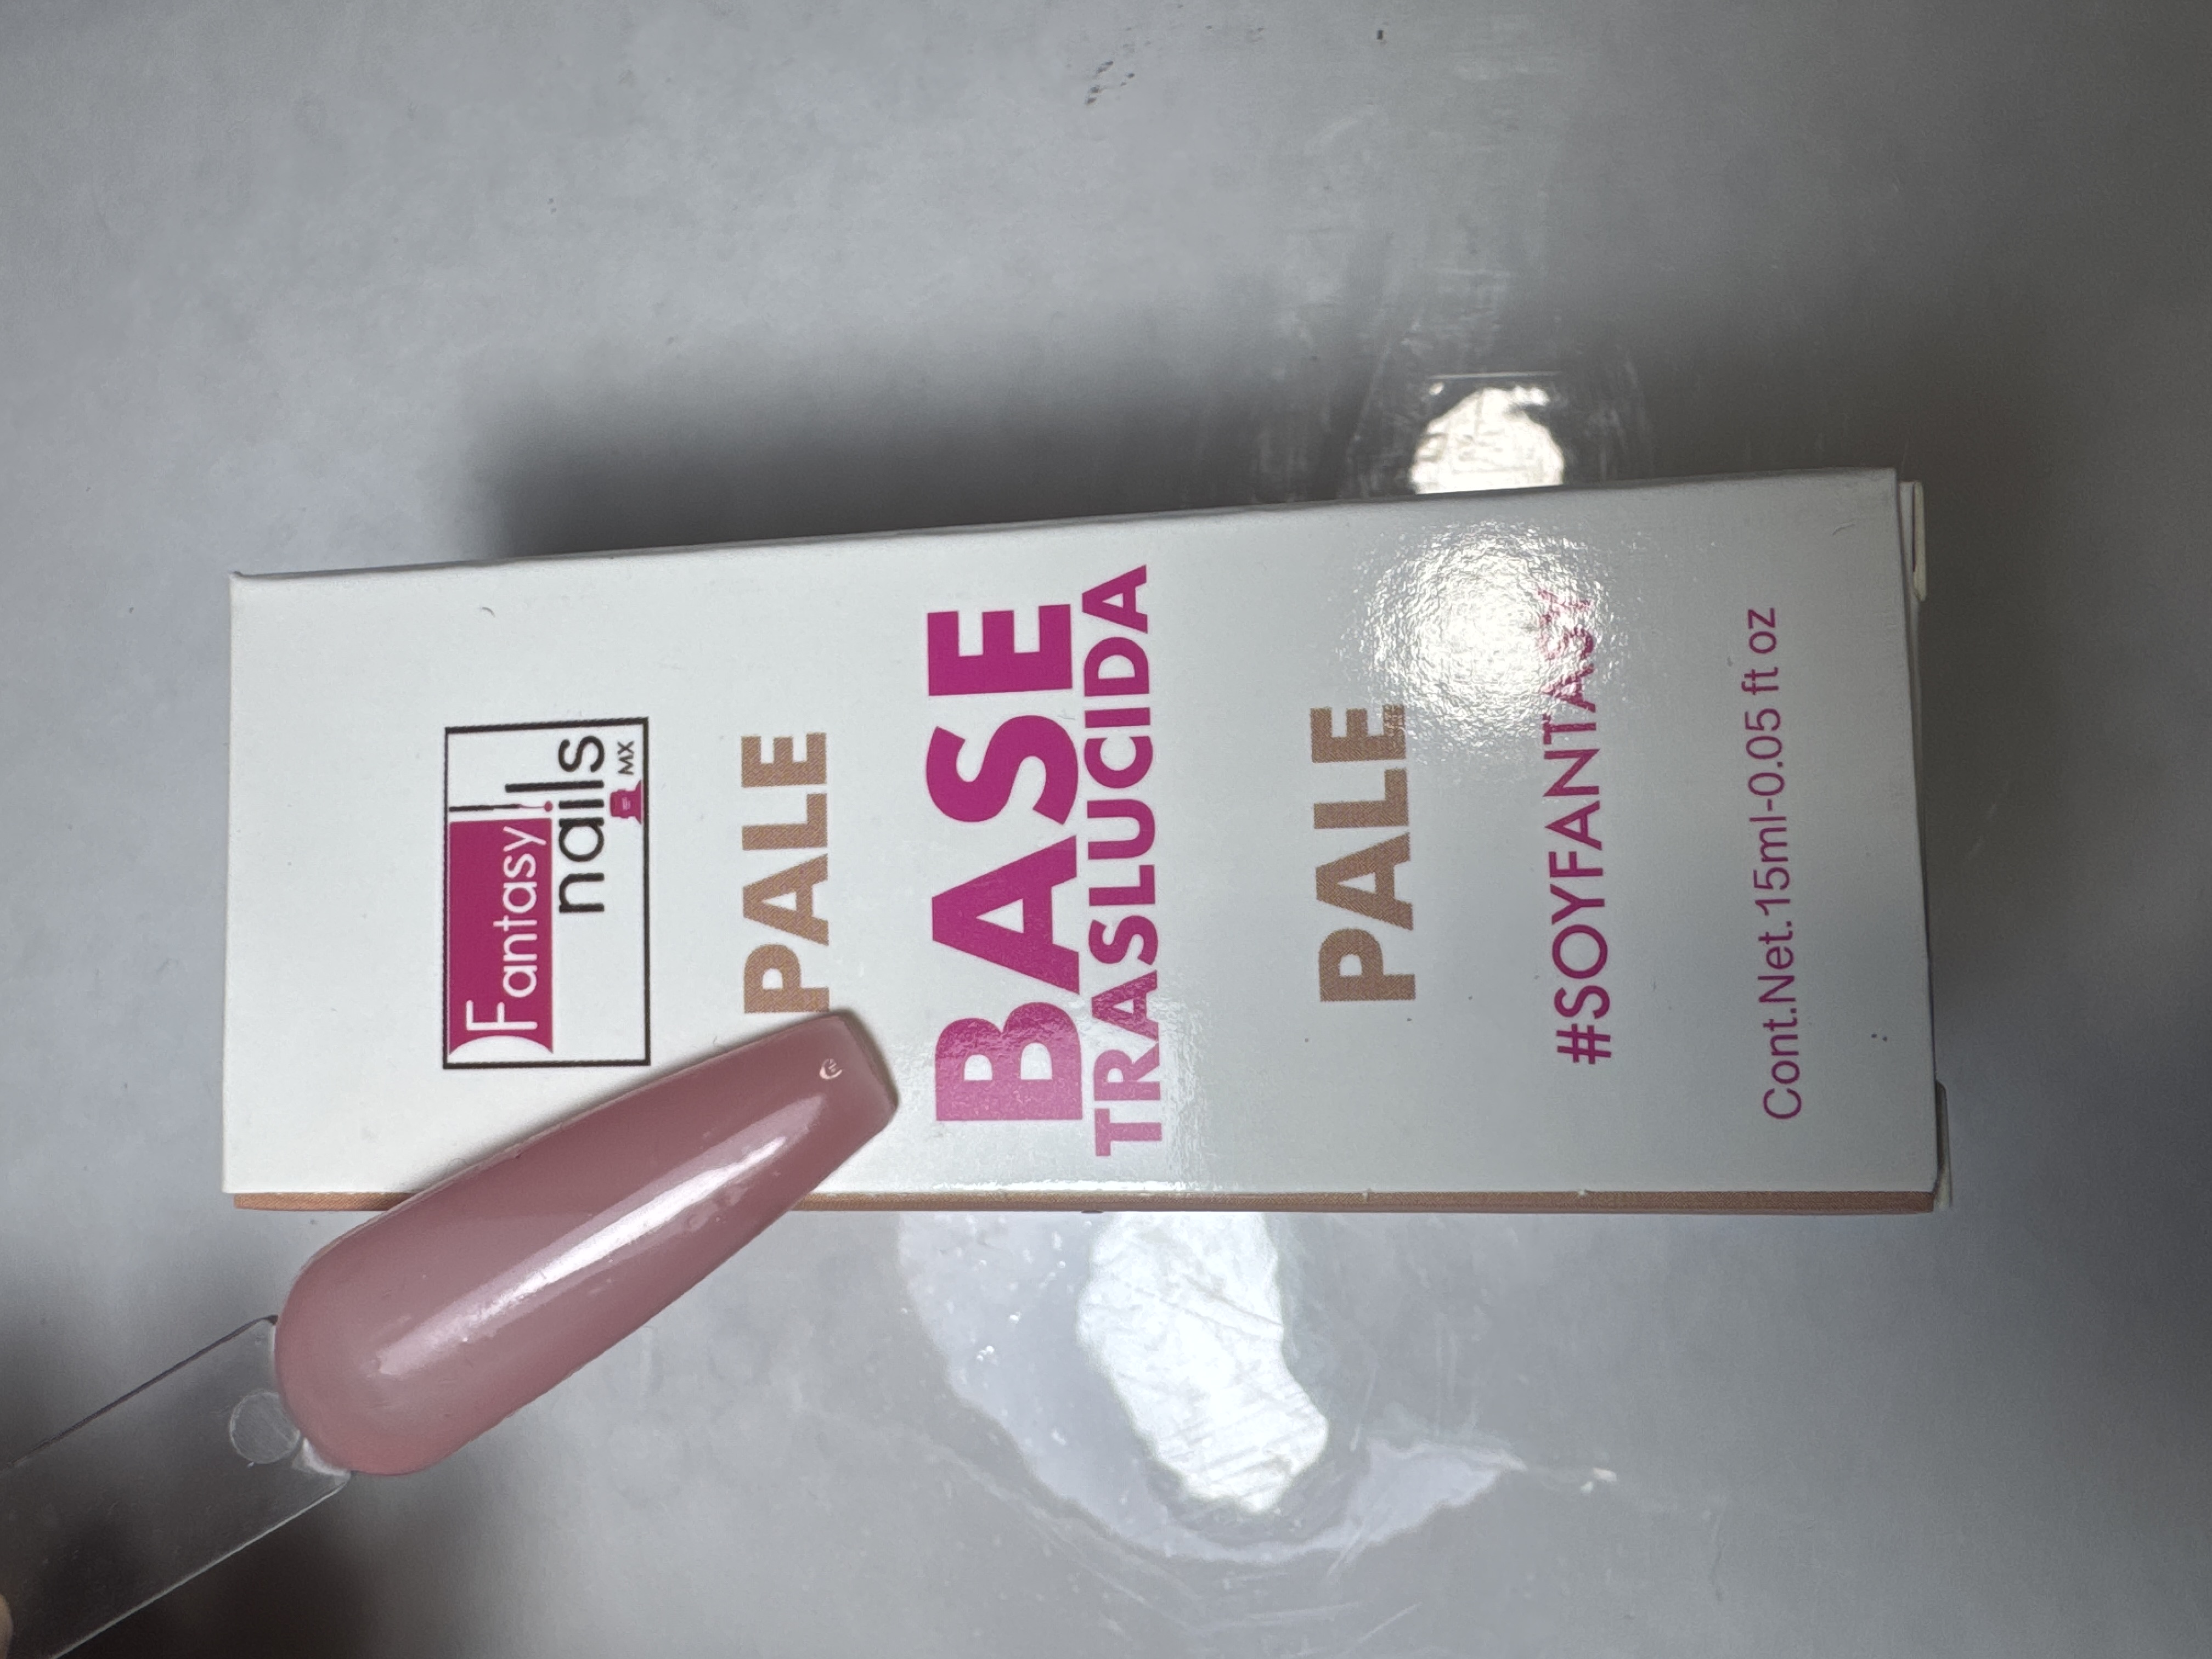 Fantasy
nails
MX
PALE
BASE
TRASLUCIDA
PALE
#SOYFANTASY
Cont.Net.15ml-0.05 ft oz